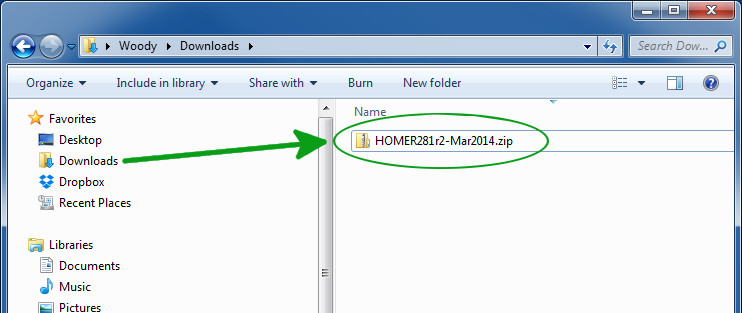 Woody Downloads
Search Dow...
Organize Include in library Share with Burn New folder
Favorites
Desktop
Downloads
Dropbox
Recent Places
Libraries
Documents
Music
Pictures
Name
HOMER281r2-Mar2014.zip